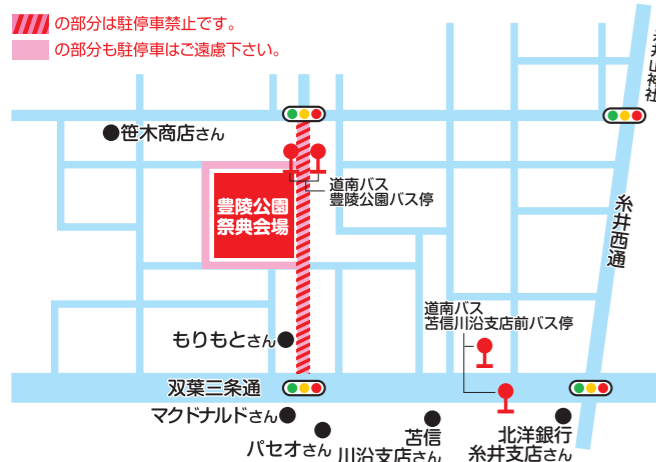 の部分は駐停車禁止です。
の部分も駐停車はご遠慮下さい。
糸井山神社
笹木商店さん
道南バス
豊陵公園バス停
豊陵公園
祭典会場
糸井西通
道南バス
苫信川沿支店前バス停
もりもとさん
双葉三条通
マクドナルドさん
パセオさん
苫信
川沿支店さん
北洋銀行
糸井支店さん